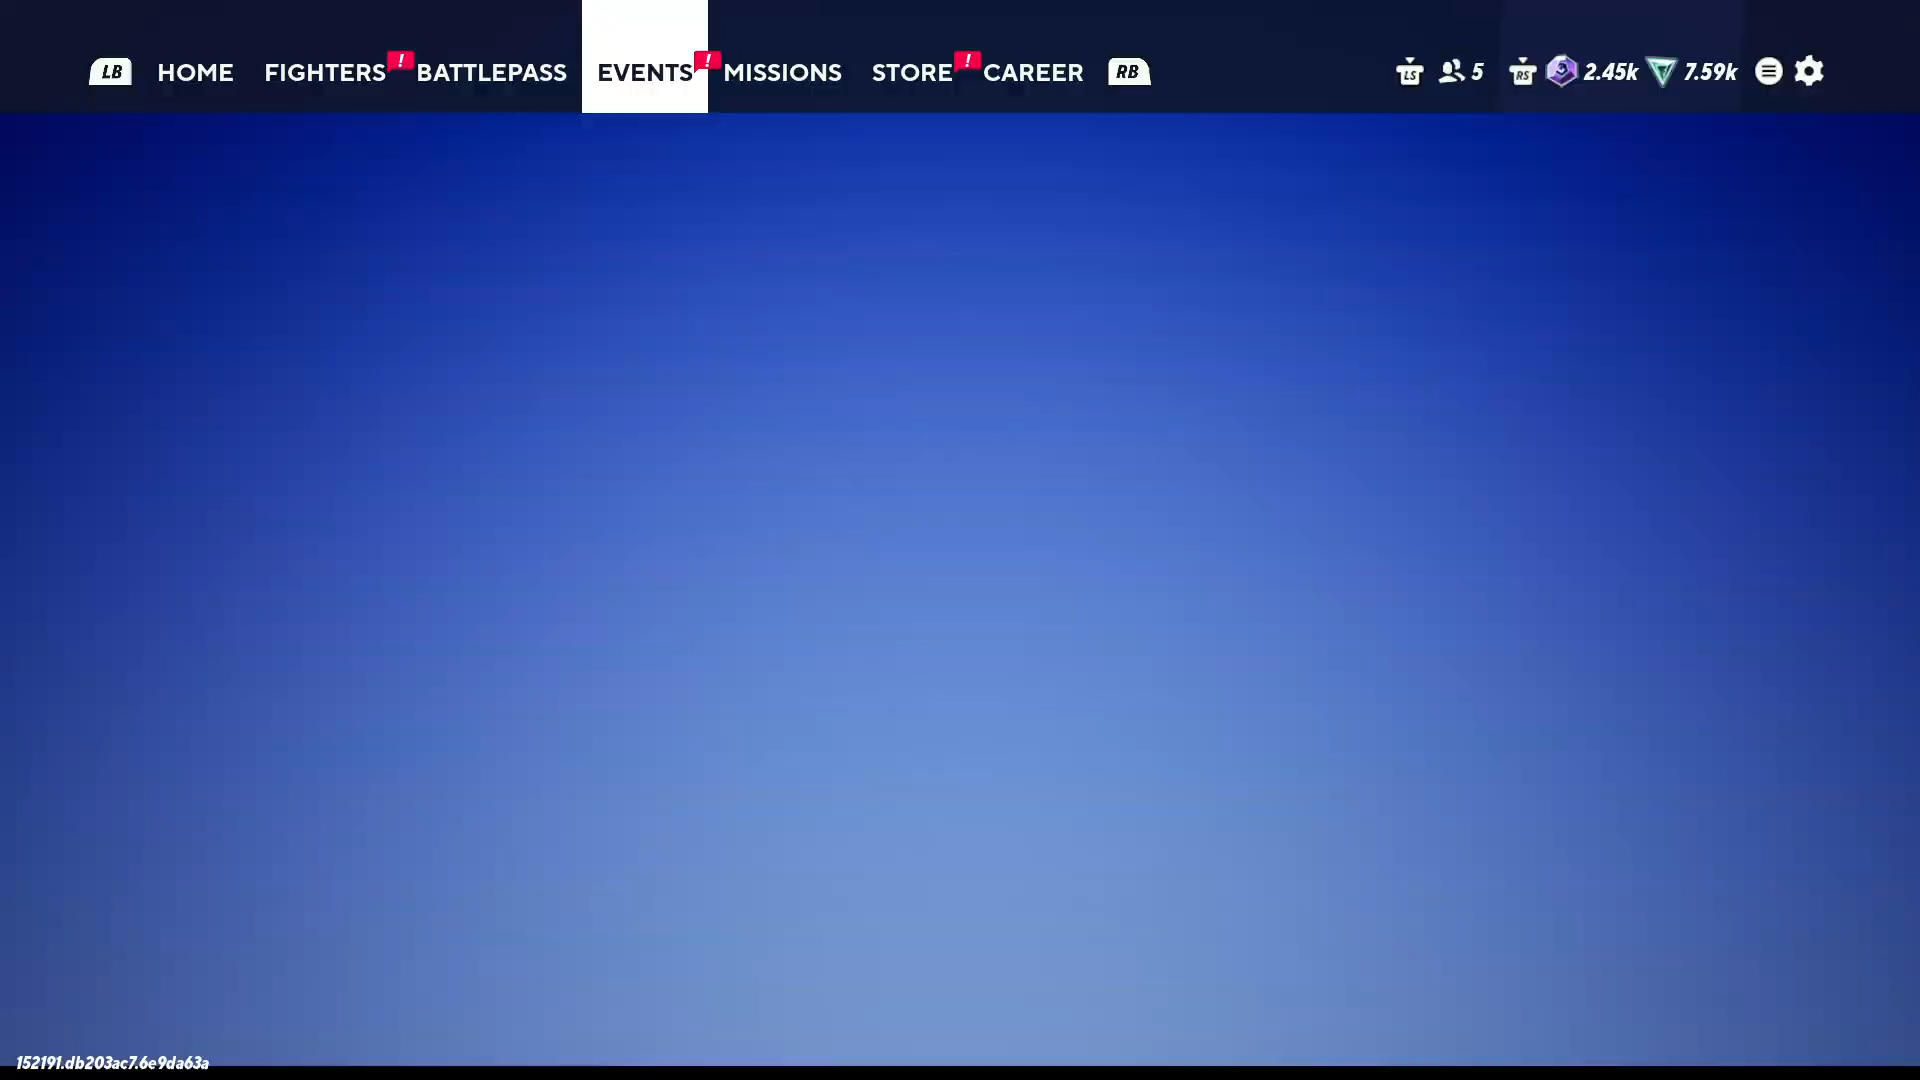 LB HOME FIGHTERS ! BATTLEPASS EVENTS ! MISSIONS STORE ! CAREER RB LS 5 RS 2.45k 7.59k
152191.db203ac7.6e9da63a